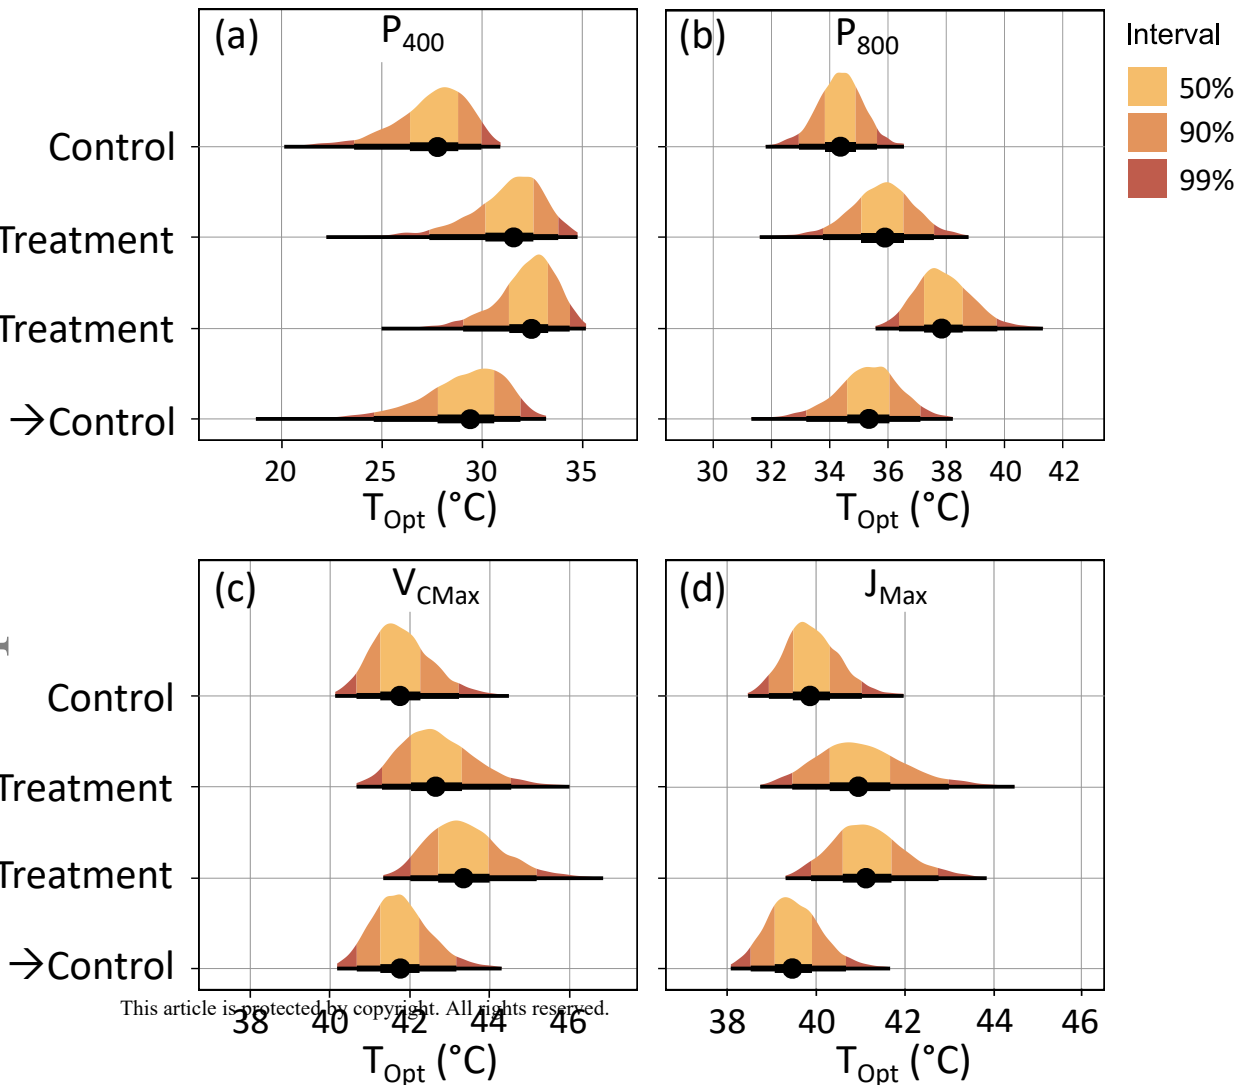 (a) P400
(b) P800
Interval
50%
90%
99%
Control
Treatment
Treatment
→Control
20 25 30 35
30 32 34 36 38 40 42
TOpt (°C)
TOpt (°C)
(c) VCMax
(d) JMax
Control
Treatment
Treatment
→Control
This article is protected by copyright. All rights reserved.
38 40 42 44 46
38 40 42 44 46
TOpt (°C)
TOpt (°C)